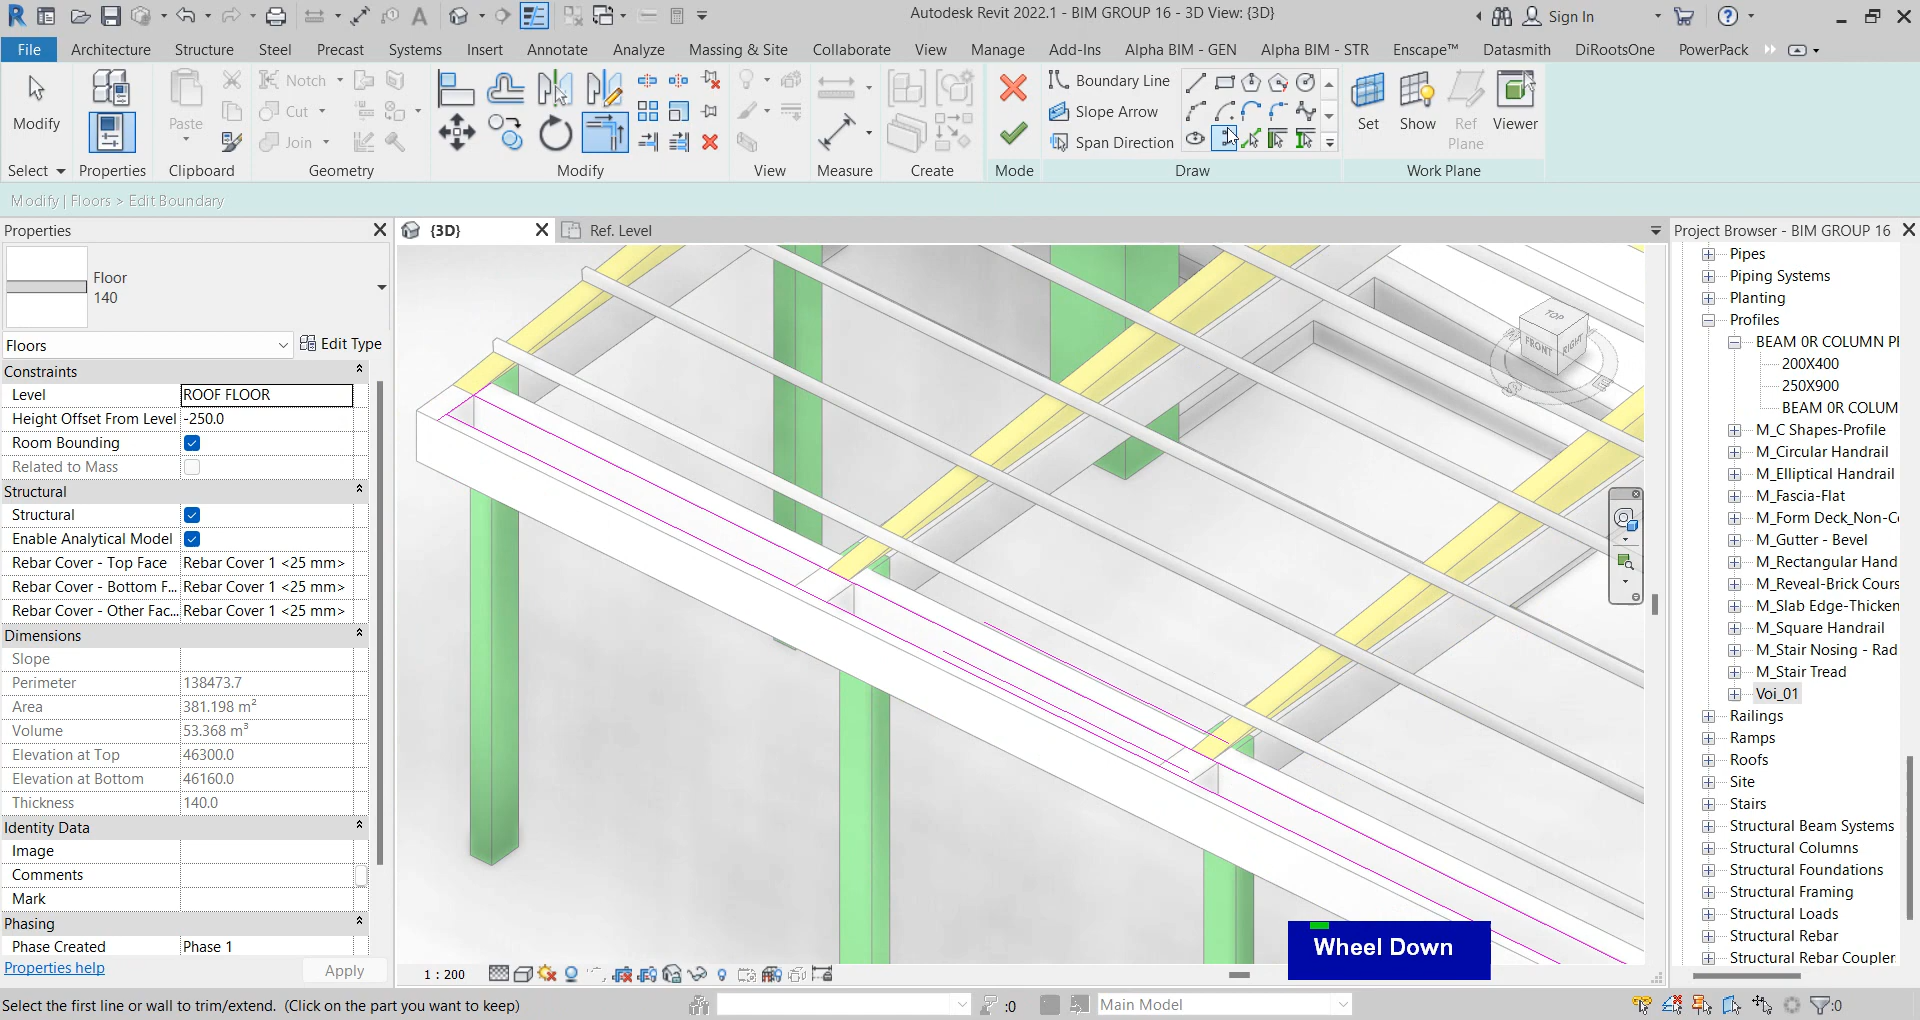 Autodesk Revit 2022.1 - BIM GROUP 16 - 3D View: {3D}
Sign In
File Architecture Structure Steel Precast Systems Insert Annotate Analyze Massing & Site Collaborate View Manage Add-Ins Alpha BIM - GEN Alpha BIM - STR Enscape™ Datasmith DiRootsOne PowerPack
Modify
Paste
Notch
Cut
Join
Boundary Line
Slope Arrow
Span Direction
Set
Show
Ref
Plane
Viewer
Select Properties Clipboard Geometry Modify View Measure Create Mode Draw Work Plane
Modify | Floors > Edit Boundary
Properties
Floor
140
Floors
Edit Type
Constraints
Level ROOF FLOOR
Height Offset From Level -250.0
Room Bounding
Related to Mass
Structural
Structural
Enable Analytical Model
Rebar Cover - Top Face Rebar Cover 1 <25 mm>
Rebar Cover - Bottom F... Rebar Cover 1 <25 mm>
Rebar Cover - Other Fac... Rebar Cover 1 <25 mm>
Dimensions
Slope
Perimeter 138473.7
Area 381.198 m²
Volume 53.368 m³
Elevation at Top 46300.0
Elevation at Bottom 46160.0
Thickness 140.0
Identity Data
Image
Comments
Mark
Phasing
Phase Created Phase 1
Properties help
Apply
{3D}
Ref. Level
TOP
FRONT
RIGHT
E
Wheel Down
1 : 200
Project Browser - BIM GROUP 16
Pipes
Piping Systems
Planting
Profiles
BEAM 0R COLUMN P
200X400
250X900
BEAM 0R COLUM
M_C Shapes-Profile
M_Circular Handrail
M_Elliptical Handrail
M_Fascia-Flat
M_Form Deck_Non-C
M_Gutter - Bevel
M_Rectangular Hand
M_Reveal-Brick Cours
M_Slab Edge-Thicken
M_Square Handrail
M_Stair Nosing - Rad
M_Stair Tread
Voi_01
Railings
Ramps
Roofs
Site
Stairs
Structural Beam Systems
Structural Columns
Structural Foundations
Structural Framing
Structural Loads
Structural Rebar
Structural Rebar Coupler
Select the first line or wall to trim/extend. (Click on the part you want to keep)
:0
Main Model
:0